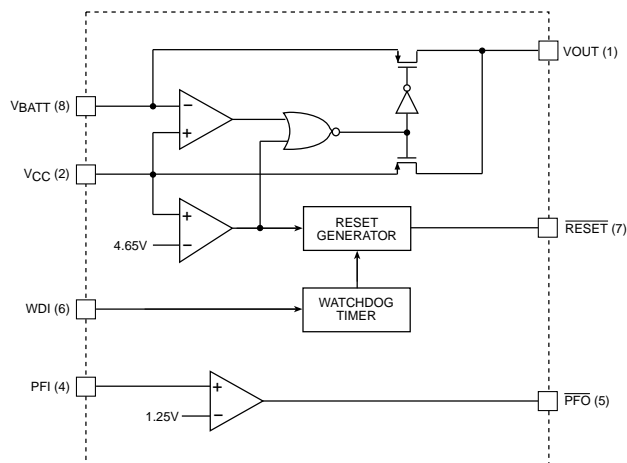 VOUT (1)
VBATT (8)
−
+
VCC (2)
+
−
4.65V
RESET
GENERATOR
RESET (7)
WDI (6)
WATCHDOG
TIMER
PFI (4)
+
−
1.25V
PFO (5)